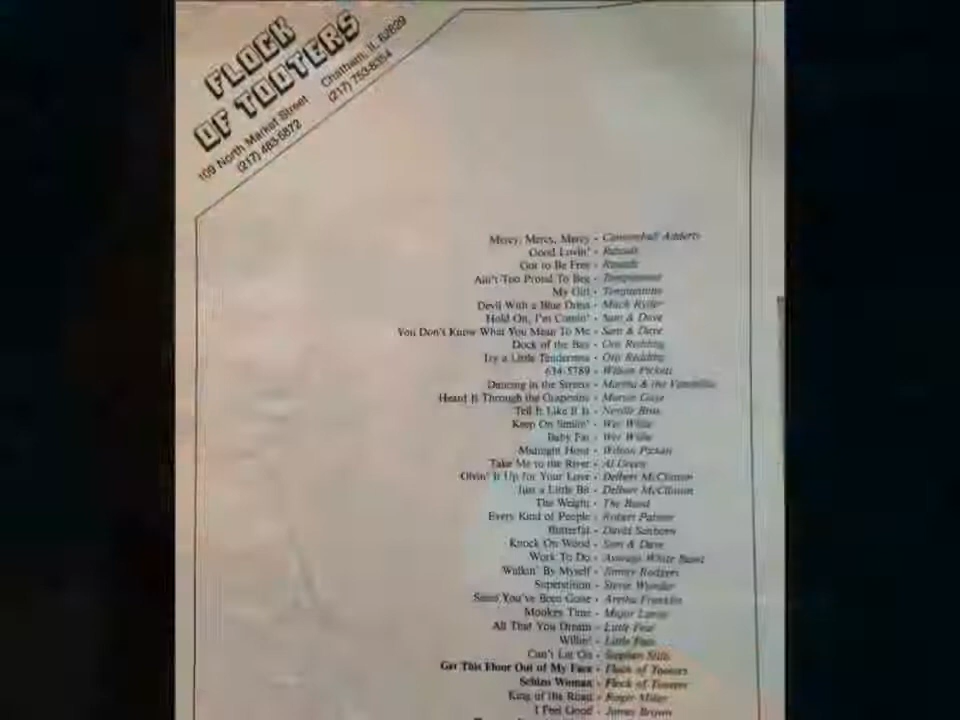 FLOCK
OF TOOTERS
109 North Market Street Chatham, IL 62629
(217) 483-5872 (217) 753-8354
Mercy, Mercy, Mercy - Cannonball Adderly
Good Lovin' - Rascals
Got to Be Free - Rascals
Ain't Too Proud To Beg - Temptations
My Girl - Temptations
Devil With a Blue Dress - Mitch Ryder
Hold On, I'm Comin' - Sam & Dave
You Don't Know What You Mean To Me - Sam & Dave
Dock of the Bay - Otis Redding
Try a Little Tenderness - Otis Redding
634-5789 - Wilson Pickett
Dancing in the Streets - Martha & the Vandellas
Heard It Through the Grapevine - Marvin Gaye
Tell It Like It Is - Neville Bros.
Keep On Smilin' - Wet Willie
Baby Fat - Wet Willie
Midnight Hour - Wilson Pickett
Take Me to the River - Al Green
Givin' It Up for Your Love - Delbert McClinton
Just a Little Bit - Delbert McClinton
The Weight - The Band
Every Kind of People - Robert Palmer
Butterfat - David Sanborn
Knock On Wood - Sam & Dave
Work To Do - Average White Band
Walkin' By Myself - Jimmy Rodgers
Superstition - Stevie Wonder
Since You've Been Gone - Aretha Franklin
Monkey Time - Major Lance
All That You Dream - Little Feat
Willin' - Little Feat
Can't Let Go - Stephen Stills
Get This Floor Out of My Face - Flock of Tooters
Schizo Woman - Flock of Tooters
King of the Road - Roger Miller
I Feel Good - James Brown